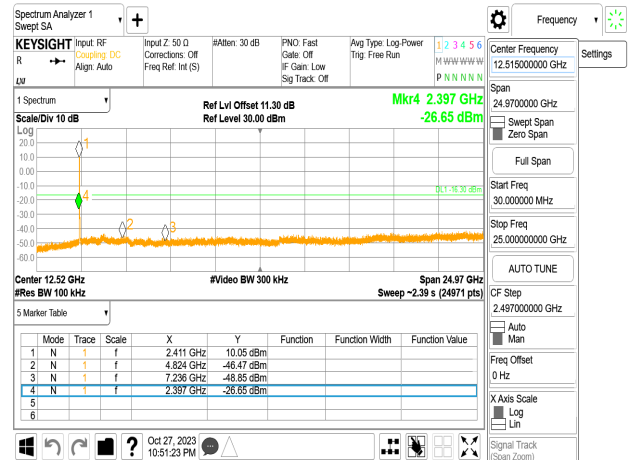 Spectrum Analyzer 1
Swept SA
Frequency
Settings
KEYSIGHT
R
LXI
Input: RF
Coupling: DC
Align: Auto
Input Z: 50 Ω
Corrections: Off
Freq Ref: Int (S)
#Atten: 30 dB
PNO: Fast
Gate: Off
IF Gain: Low
Sig Track: Off
Avg Type: Log-Power
Trig: Free Run
1 2 3 4 5 6
M W W W W W
P N N N N N
1 Spectrum
Scale/Div 10 dB
Ref Lvl Offset 11.30 dB
Ref Level 30.00 dBm
Mkr4 2.397 GHz
-26.65 dBm
Log
20.0
10.0
0.00
-10.0
-20.0
-30.0
-40.0
-50.0
-60.0
1
4
2
3
DL1 -16.30 dBm
Center 12.52 GHz
#Video BW 300 kHz
Span 24.97 GHz
#Res BW 100 kHz
Sweep ~2.39 s (24971 pts)
5 Marker Table
Mode Trace Scale X Y Function Function Width Function Value
1 N 1 f 2.411 GHz 10.05 dBm
2 N 1 f 4.824 GHz -46.47 dBm
3 N 1 f 7.236 GHz -48.85 dBm
4 N 1 f 2.397 GHz -26.65 dBm
5
6
?
Oct 27, 2023
10:51:23 PM
Center Frequency
12.515000000 GHz
Span
24.9700000 GHz
Swept Span
Zero Span
Full Span
Start Freq
30.000000 MHz
Stop Freq
25.000000000 GHz
AUTO TUNE
CF Step
2.497000000 GHz
Auto
Man
Freq Offset
0 Hz
X Axis Scale
Log
Lin
Signal Track
(Span Zoom)